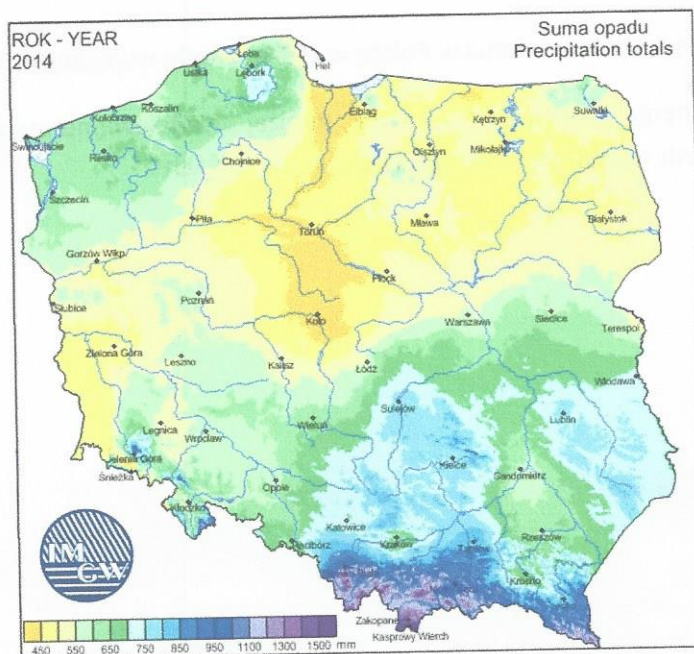 ROK - YEAR
2014
Suma opadu
Precipitation totals
Łeba
Hel
Ustka
Lębork
Kołobrzeg
Koszalin
Elbląg
Kętrzyn
Suwałki
Świnoujście
Resko
Chojnice
Olsztyn
Mikołajki
Szczecin
Piła
Toruń
Mława
Białystok
Gorzów Wlkp.
Płock
Słubice
Poznań
Koło
Warszawa
Siedlce
Terespol
Zielona Góra
Leszno
Kalisz
Łódź
Włodawa
Legnica
Wieluń
Sulejów
Lublin
Wrocław
Jelenia Góra
Śnieżka
Opole
Kielce
Sandomierz
Kłodzko
Katowice
Racibórz
Kraków
Tarnów
Rzeszów
Krosno
Zakopane
Kasprowy Wierch
IM
GW
450 550 650 750 850 950 1100 1300 1500 mm